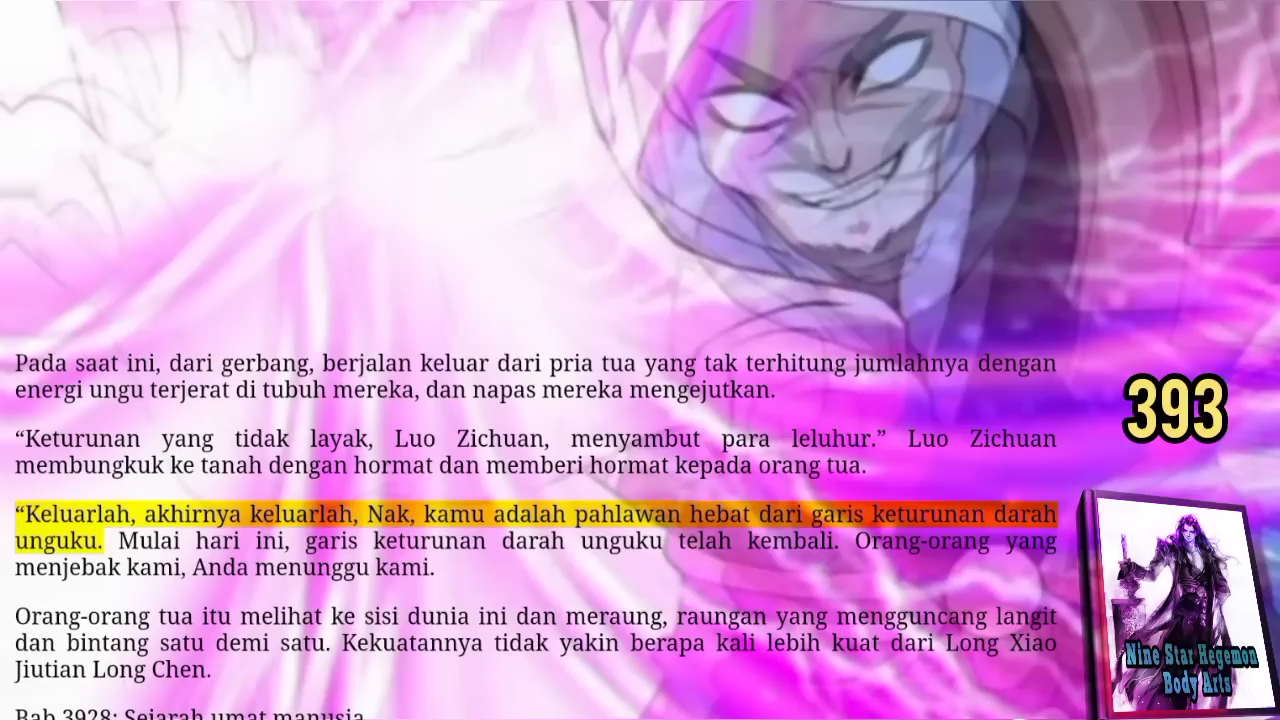 Pada saat ini, dari gerbang, berjalan keluar dari pria tua yang tak terhitung jumlahnya dengan
energi ungu terjerat di tubuh mereka, dan napas mereka mengejutkan.
“Keturunan yang tidak layak, Luo Zichuan, menyambut para leluhur.” Luo Zichuan
membungkuk ke tanah dengan hormat dan memberi hormat kepada orang tua.
“Keluarlah, akhirnya keluarlah, Nak, kamu adalah pahlawan hebat dari garis keturunan darah
unguku. Mulai hari ini, garis keturunan darah unguku telah kembali. Orang-orang yang
menjebak kami, Anda menunggu kami.
Orang-orang tua itu melihat ke sisi dunia ini dan meraung, raungan yang mengguncang langit
dan bintang satu demi satu. Kekuatannya tidak yakin berapa kali lebih kuat dari Long Xiao
Jiutian Long Chen.
Bab 3928: Sejarah umat manusia
393
Nine Star Hegemon
Body Arts